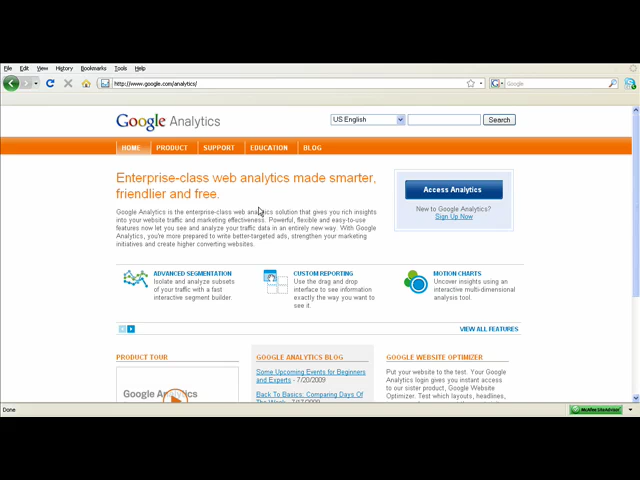 File Edit View History Bookmarks Tools Help
http://www.google.com/analytics/
Google
Google Analytics
US English
Search
HOME PRODUCT SUPPORT EDUCATION BLOG
Enterprise-class web analytics made smarter,
friendlier and free.
Google Analytics is the enterprise-class web analytics solution that gives you rich insights
into your website traffic and marketing effectiveness. Powerful, flexible and easy-to-use
features now let you see and analyze your traffic data in an entirely new way. With Google
Analytics, you're more prepared to write better-targeted ads, strengthen your marketing
initiatives and create higher converting websites.
Access Analytics
New to Google Analytics?
Sign Up Now
ADVANCED SEGMENTATION
Isolate and analyze subsets
of your traffic with a fast
interactive segment builder.
CUSTOM REPORTING
Use the drag and drop
interface to see information
exactly the way you want to
see it.
MOTION CHARTS
Uncover insights using an
interactive multi-dimensional
analysis tool.
VIEW ALL FEATURES
PRODUCT TOUR
Google Analytics
GOOGLE ANALYTICS BLOG
Some Upcoming Events for Beginners
and Experts - 7/20/2009
Back To Basics: Comparing Days Of
GOOGLE WEBSITE OPTIMIZER
Put your website to the test. Your Google
Analytics login gives you instant access
to our sister product, Google Website
Optimizer. Test which layouts, headlines,
Done
McAfee SiteAdvisor